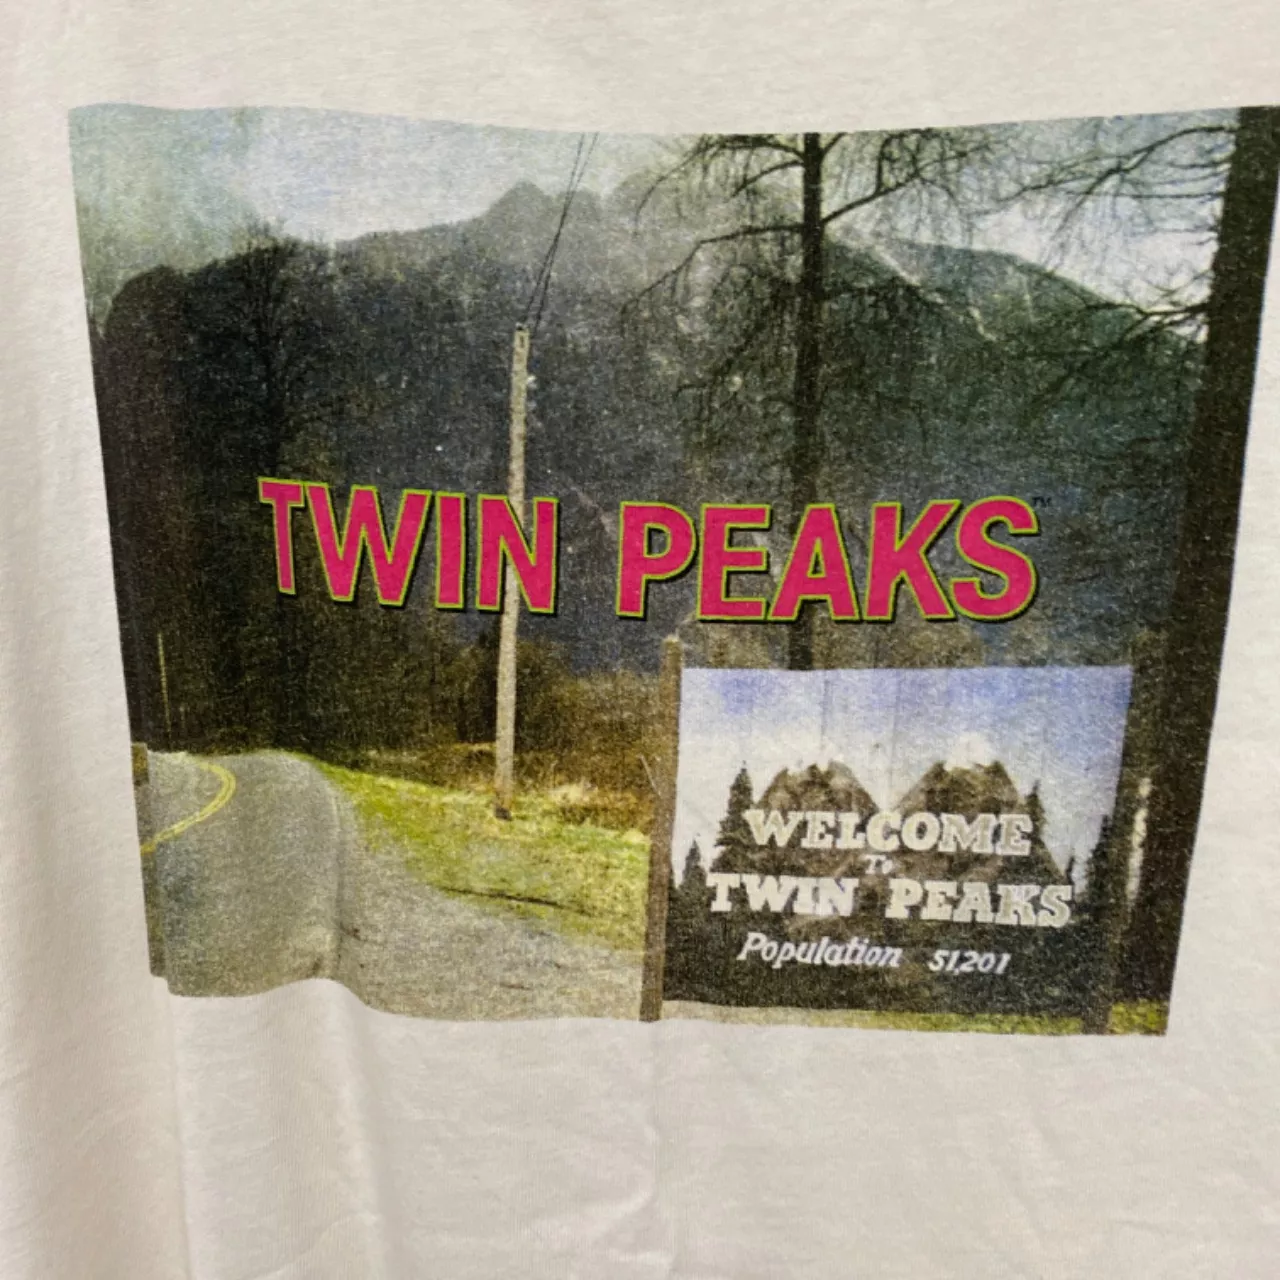 TWIN PEAKS™
WELCOME
To
TWIN PEAKS
Population 51,201